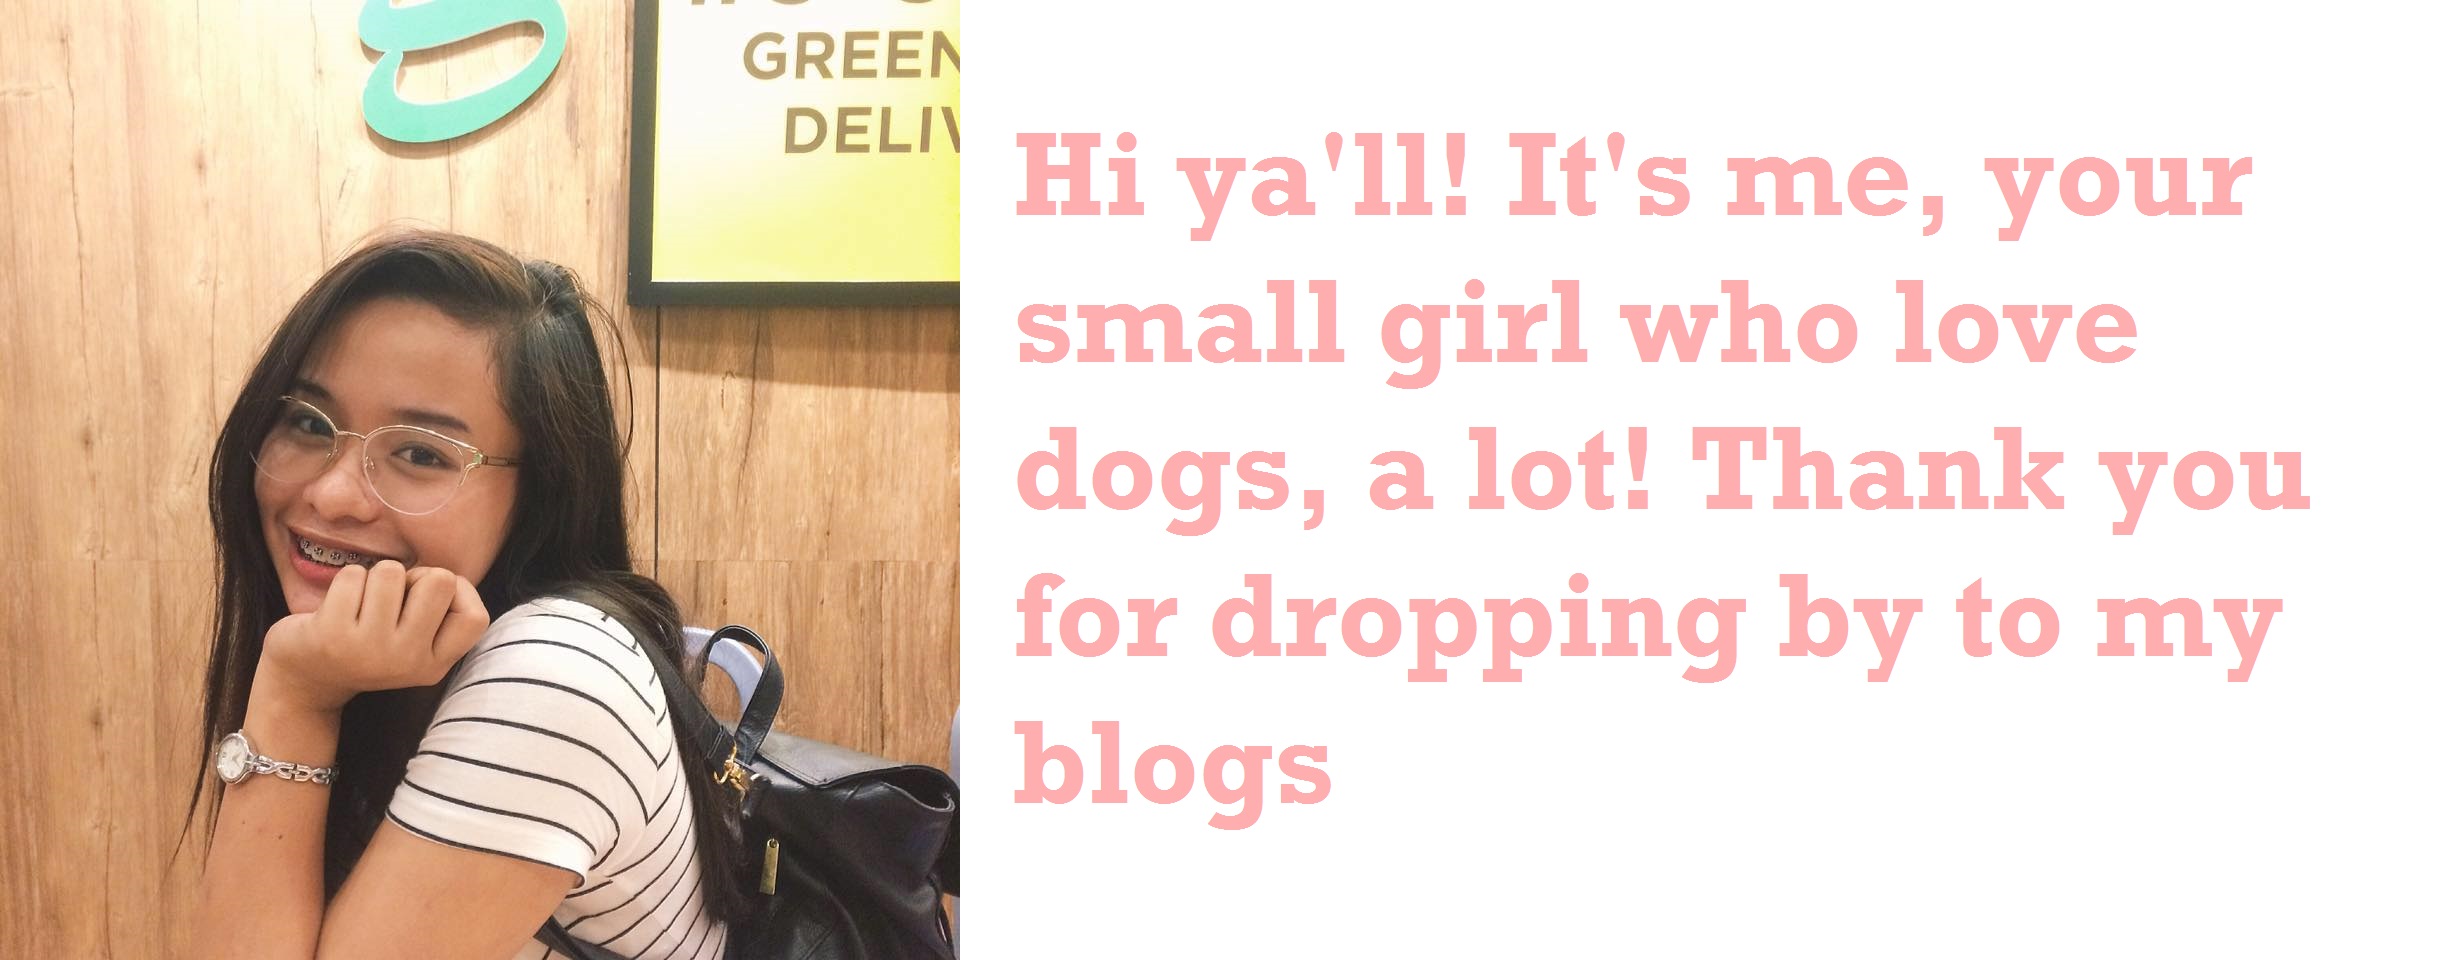 GREEN
DELIV
Hi ya'll! It's me, your
small girl who love
dogs, a lot! Thank you
for dropping by to my
blogs